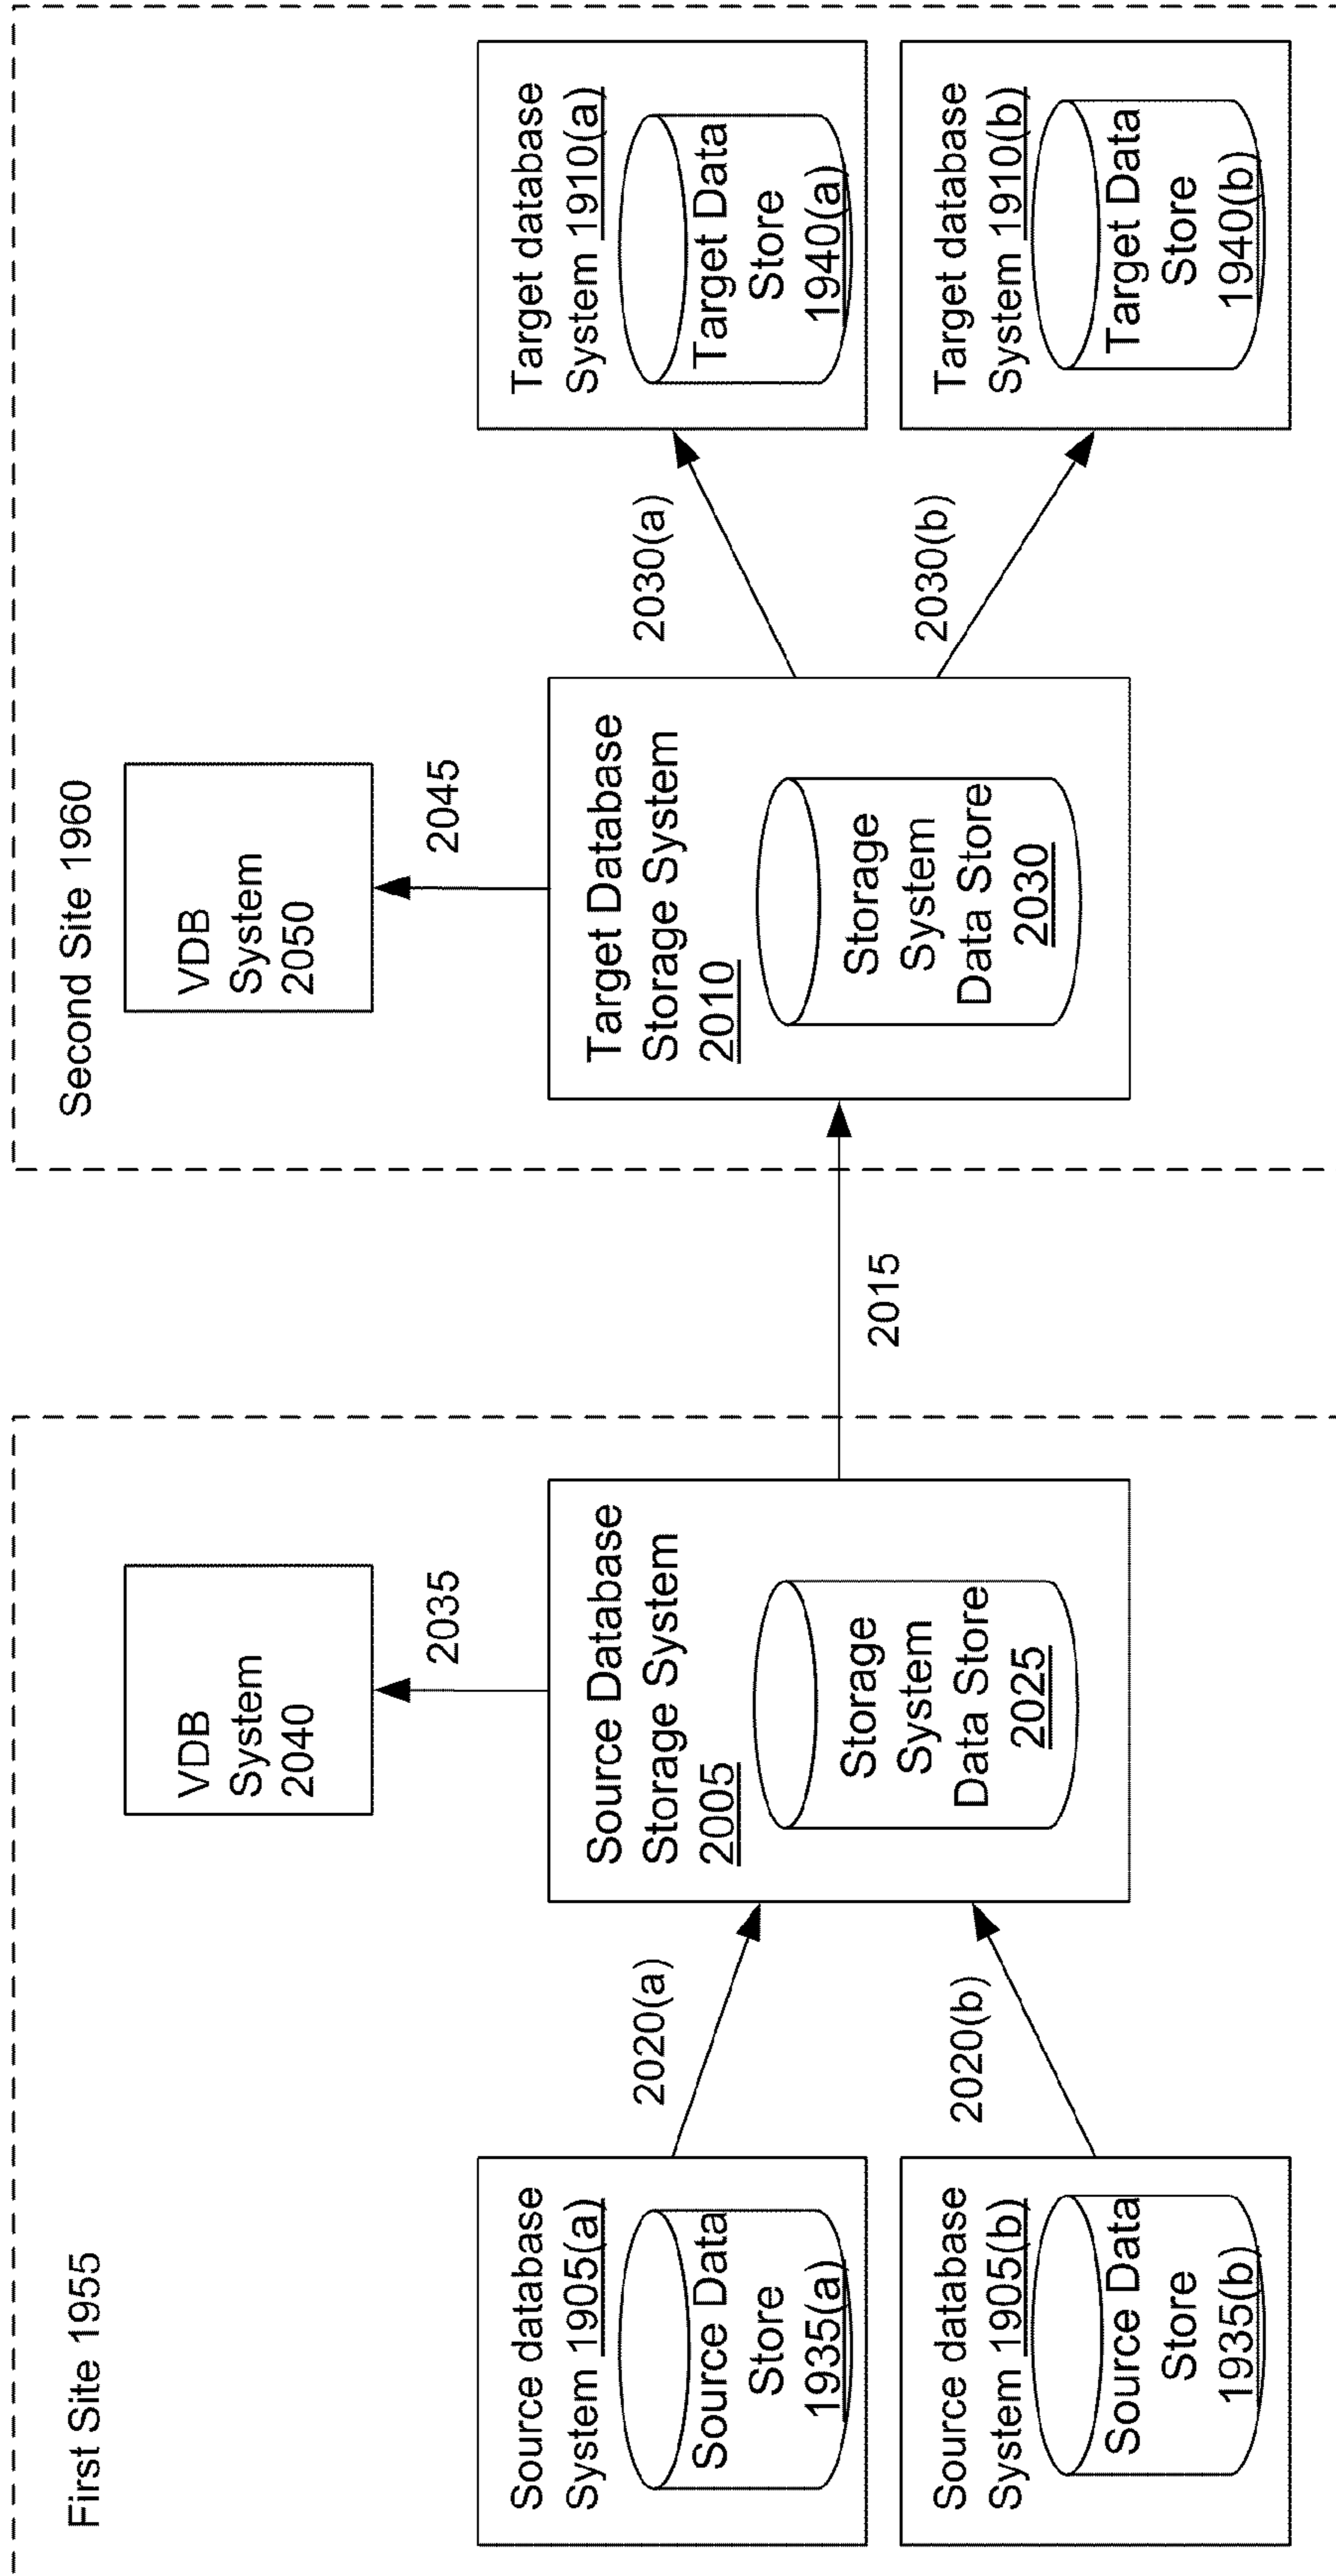 First Site 1955
VDB
System
2040
2035
Source database
System 1905(a)
Source Data
Store
1935(a)
2020(a)
Source database
System 1905(b)
Source Data
Store
1935(b)
2020(b)
Source Database
Storage System
2005
Storage
System
Data Store
2025
2015
Second Site 1960
VDB
System
2050
2045
Target Database
Storage System
2010
Storage
System
Data Store
2030
2030(a)
Target database
System 1910(a)
Target Data
Store
1940(a)
2030(b)
Target database
System 1910(b)
Target Data
Store
1940(b)